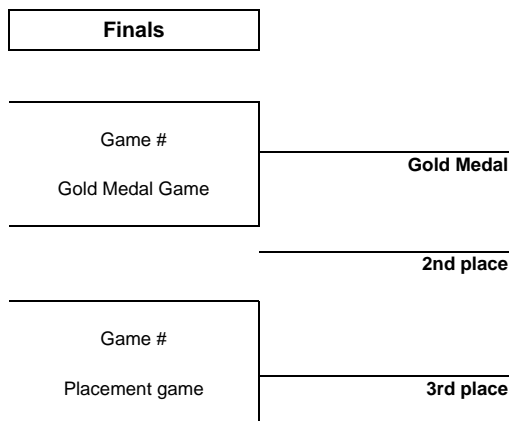 Finals
Game #
Gold Medal
Gold Medal Game
2nd place
Game #
Placement game
3rd place